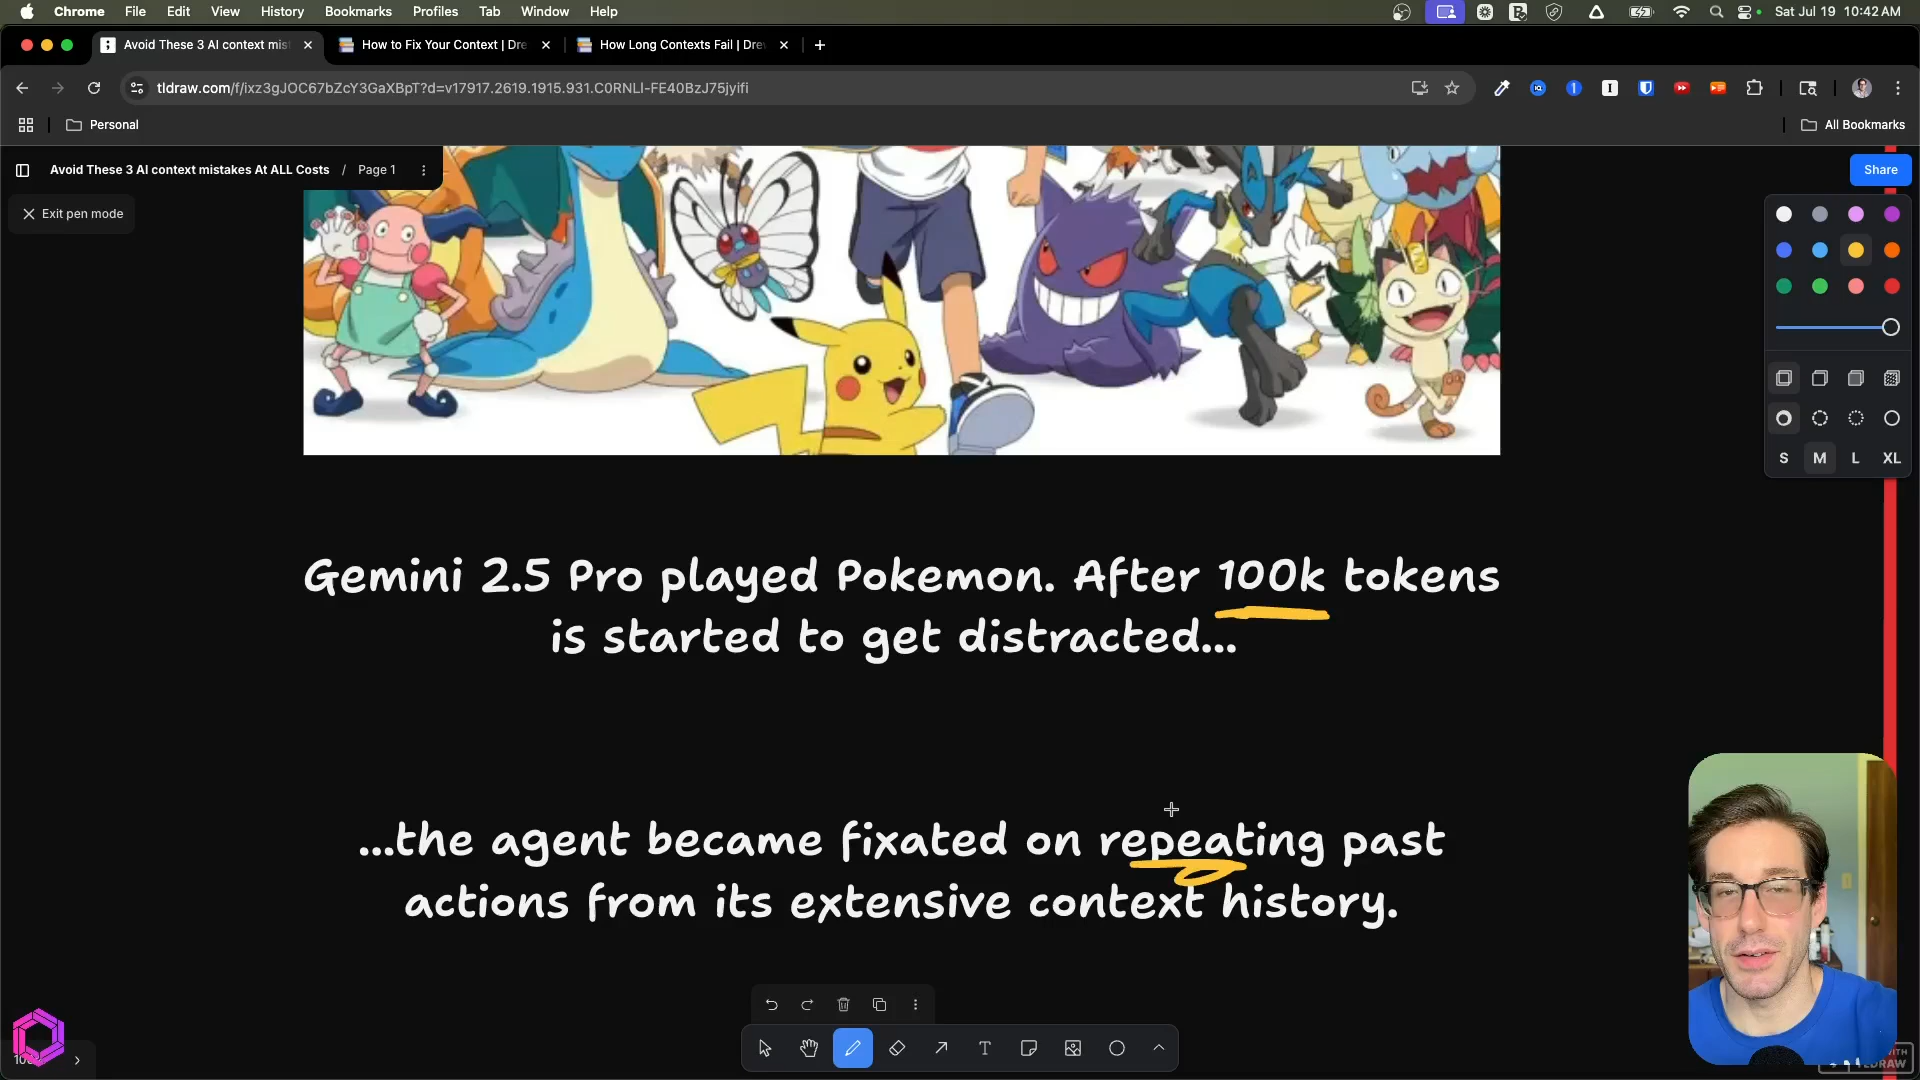 Chrome File Edit View History Bookmarks Profiles Tab Window Help
Sat Jul 19 10:42 AM
Avoid These 3 AI context mis
How to Fix Your Context | Dre
How Long Contexts Fail | Drew
tldraw.com/f/ixz3gJOC67bZcY3GaXBpT?d=v17917.2619.1915.931.C0RNLI-FE40BzJ75jyifi
Personal
All Bookmarks
Avoid These 3 AI context mistakes At ALL Costs / Page 1
Share
Exit pen mode
S M L XL
Gemini 2.5 Pro played Pokemon. After 100k tokens
is started to get distracted...
...the agent became fixated on repeating past
actions from its extensive context history.